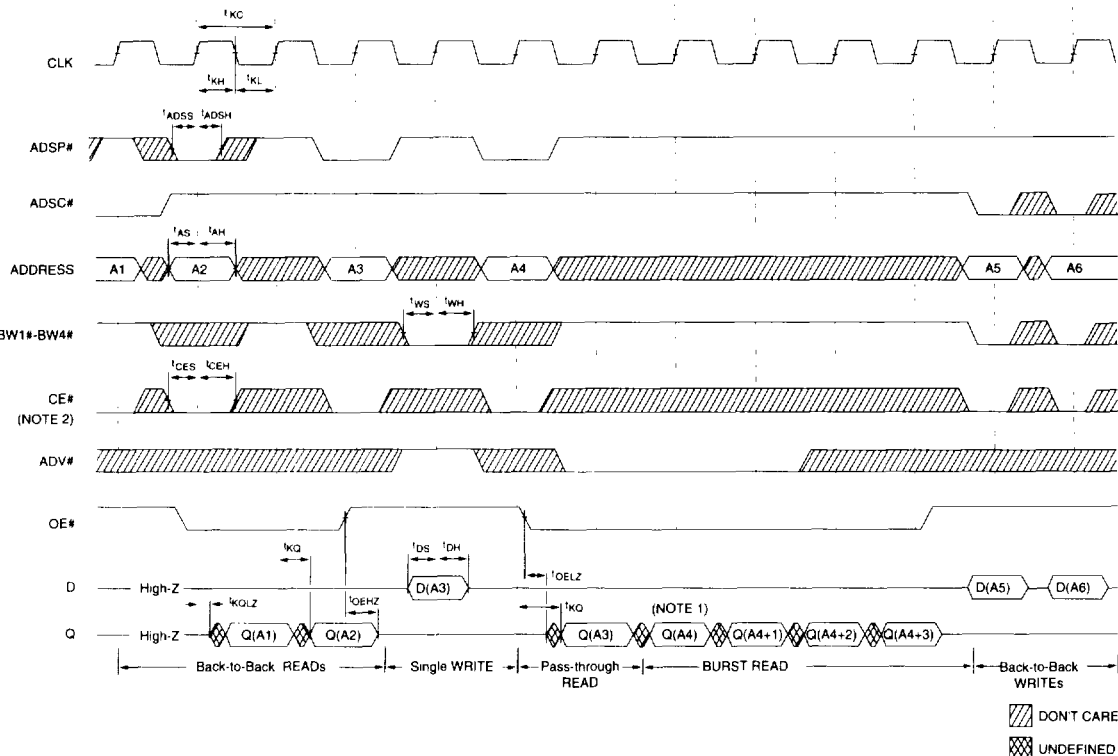 tKC
CLK
tKH
tKL
tADSS
tADSH
ADSP#
ADSC#
tAS
tAH
ADDRESS
A1
A2
A3
A4
A5
A6
tWS
tWH
BW1#-BW4#
tCES
tCEH
CE#
(NOTE 2)
ADV#
OE#
tKQ
tDS
tDH
tOELZ
D
High-Z
D(A3)
D(A5)
D(A6)
tKQLZ
tOEHZ
tKQ
(NOTE 1)
Q
High-Z
Q(A1)
Q(A2)
Q(A3)
Q(A4)
Q(A4+1)
Q(A4+2)
Q(A4+3)
Back-to-Back READs
Single WRITE
Pass-through
READ
BURST READ
Back-to-Back
WRITEs
DON'T CARE
UNDEFINED